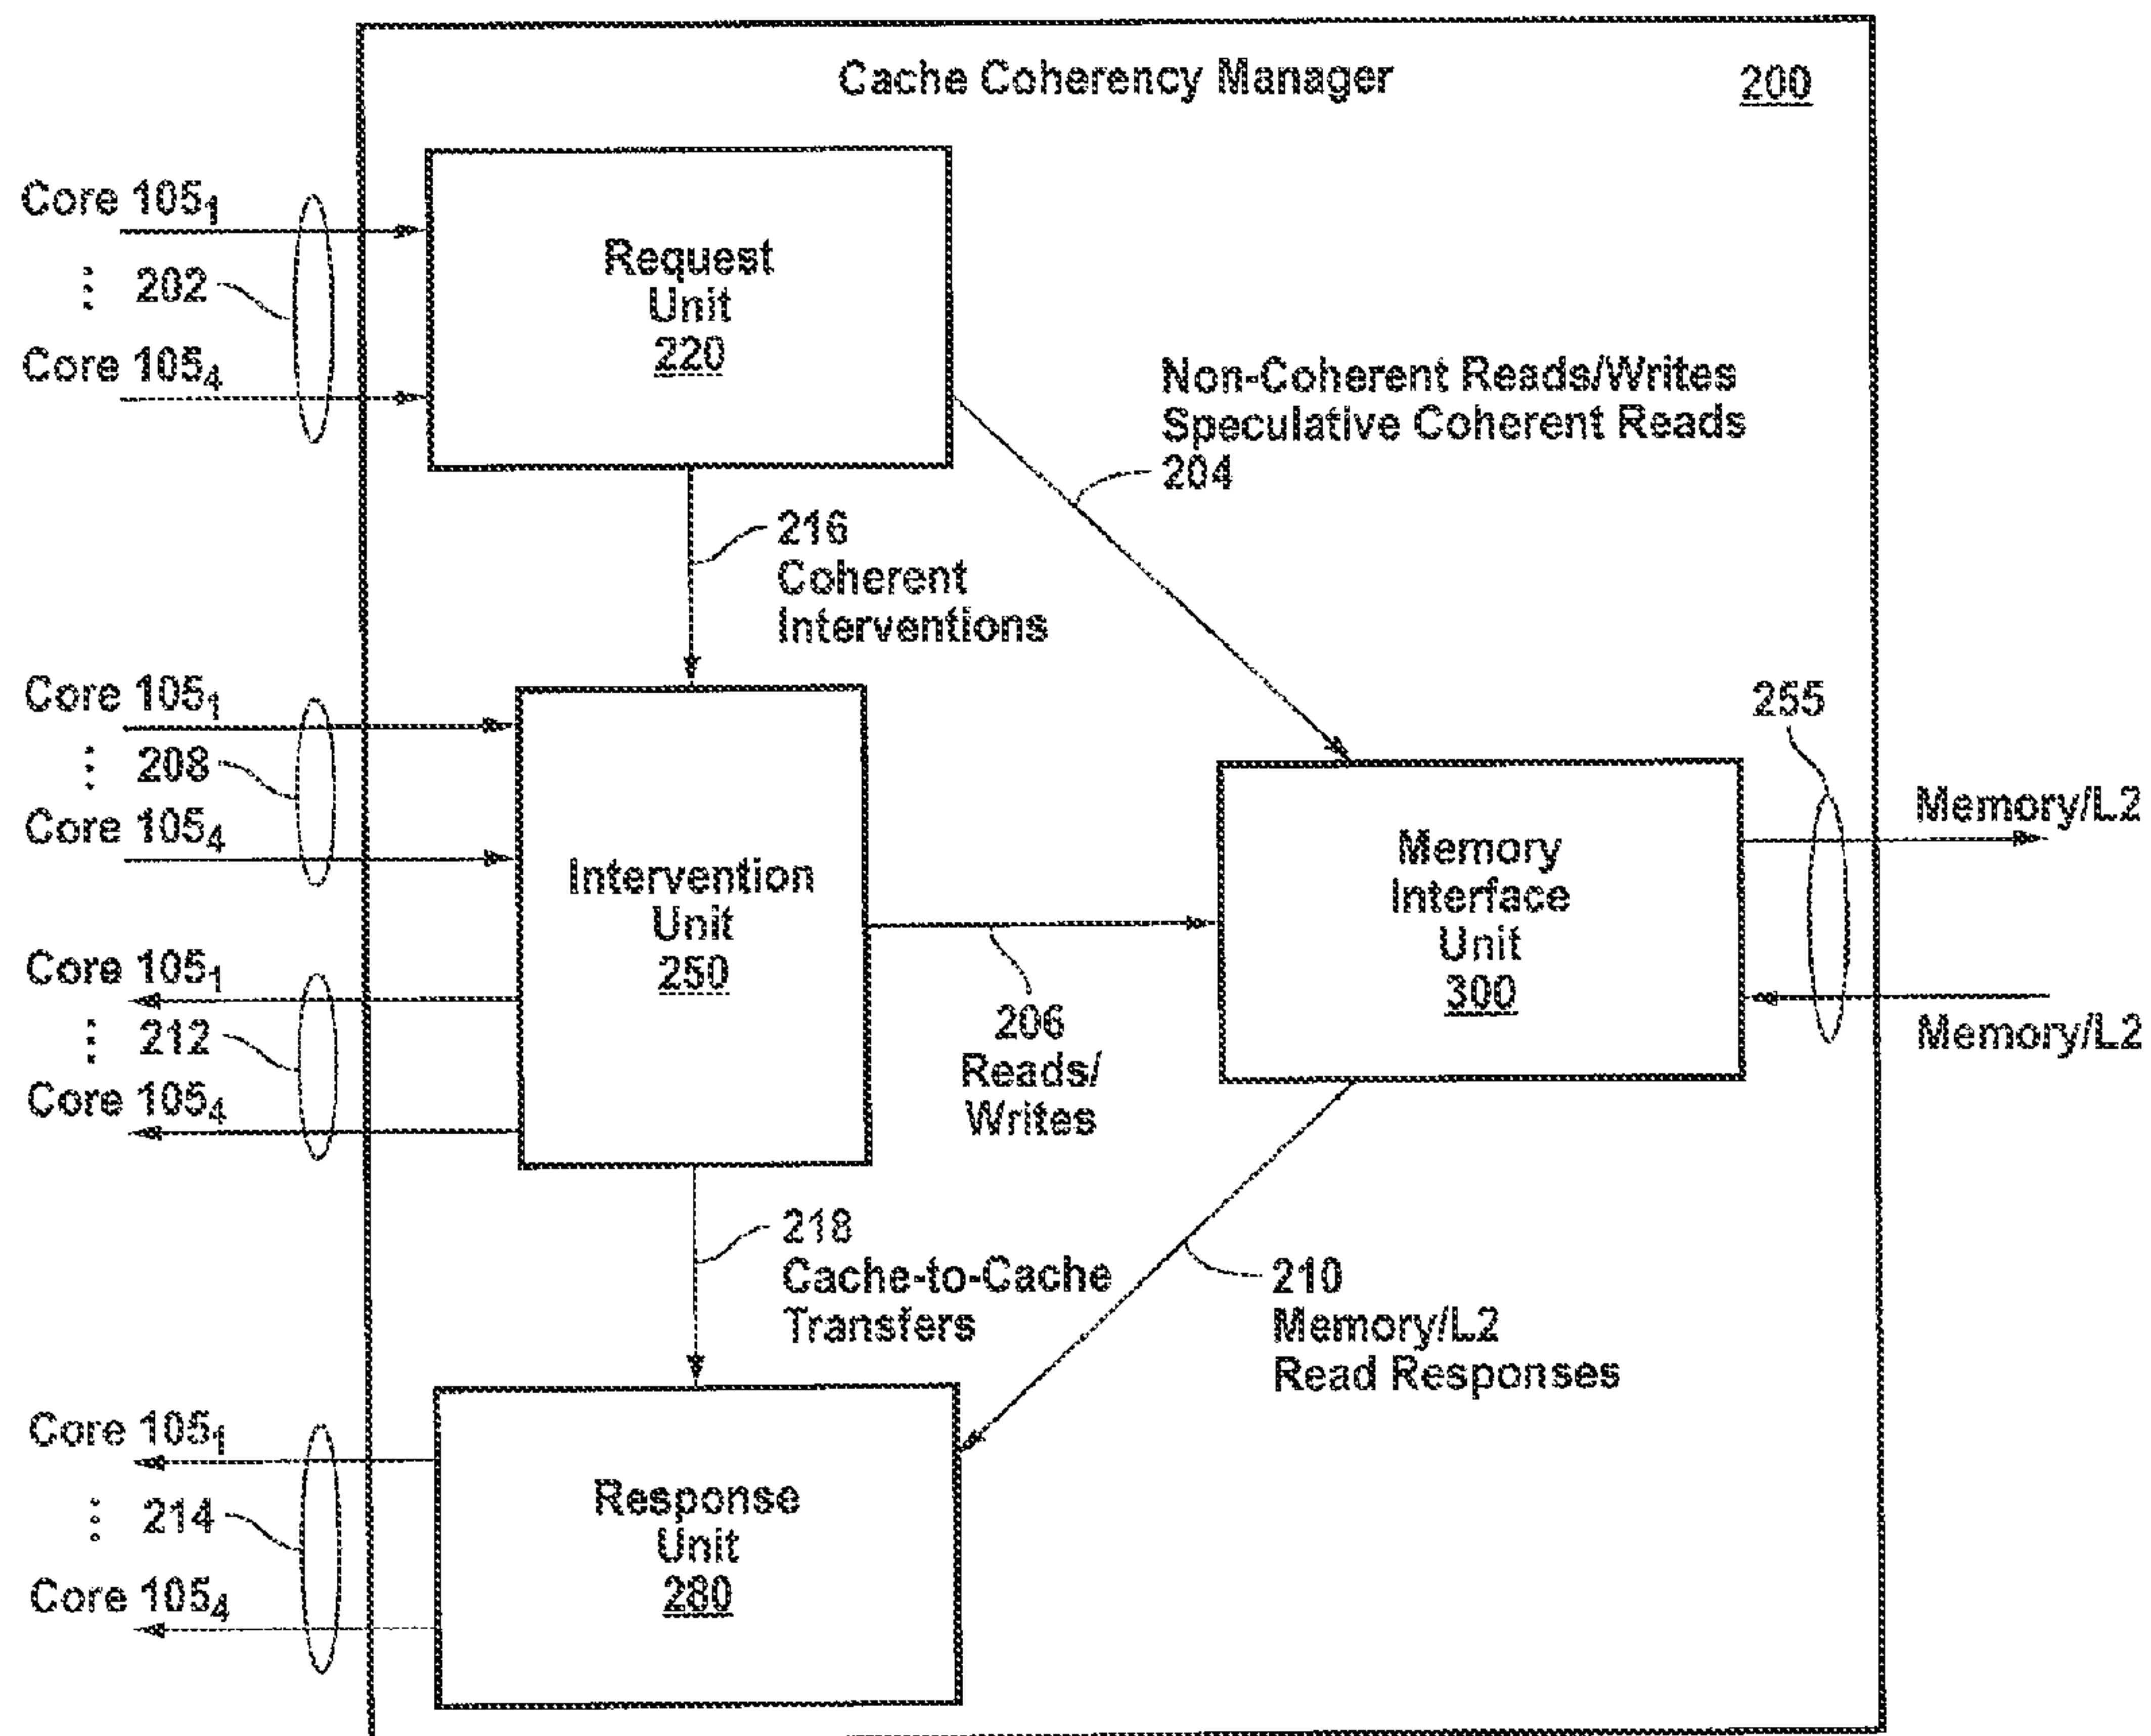 Cache Coherency Manager
200
Core 105₁
202
Core 105₄
Request
Unit
220
Non-Coherent Reads/Writes
Speculative Coherent Reads
204
216
Coherent
Interventions
Core 105₁
208
Core 105₄
Intervention
Unit
250
Core 105₁
212
Core 105₄
206
Reads/
Writes
Memory
Interface
Unit
300
255
Memory/L2
Memory/L2
218
Cache-to-Cache
Transfers
210
Memory/L2
Read Responses
Core 105₁
214
Core 105₄
Response
Unit
280